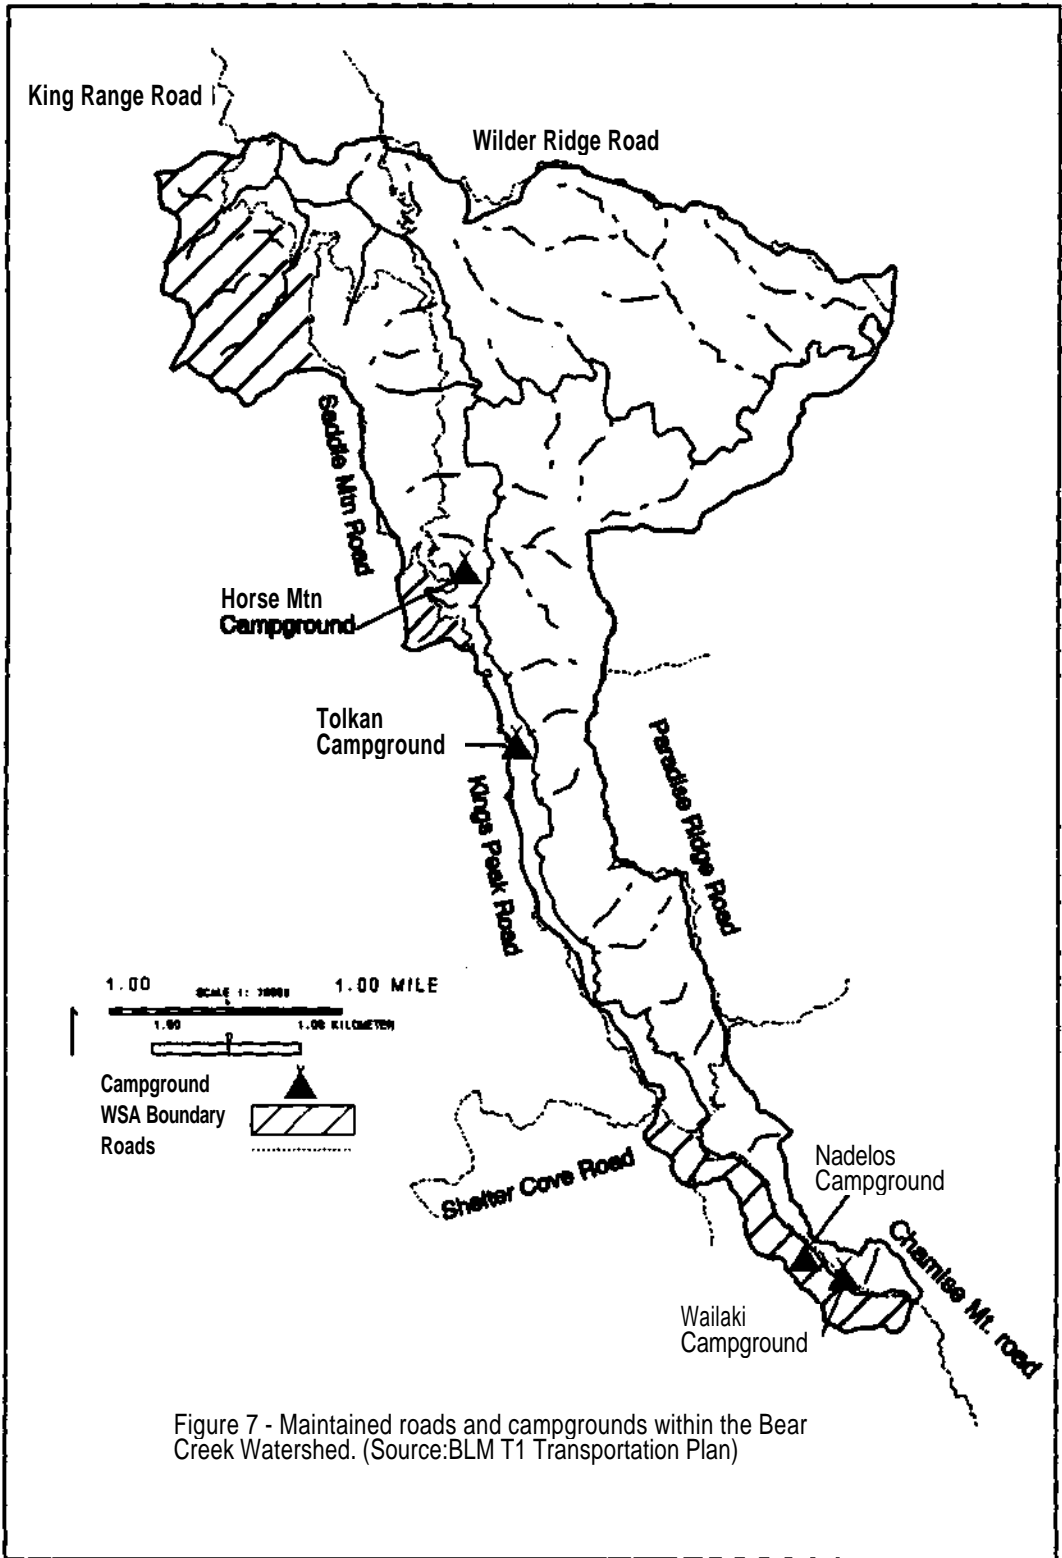 King Range Road
Wilder Ridge Road
Saddle Mtn Road
Horse Mtn
Campground
Tolkan
Campground
Kings Peak Road
Paradise Ridge Road
1.00
1.00 MILE
SCALE 1:
1.00 KILOMETER
Campground
WSA Boundary
Roads
Shelter Cove Road
Nadelos
Campground
Chamise Mt. road
Wailaki
Campground
Figure 7 - Maintained roads and campgrounds within the Bear
Creek Watershed. (Source:BLM T1 Transportation Plan)